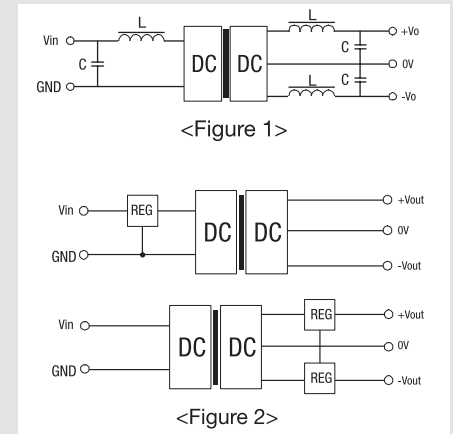 L
Vin
C
GND
DC DC
L
+Vo
C
0V
C
L
-Vo
<Figure 1>
Vin
REG
GND
DC DC
+Vout
0V
-Vout
Vin
GND
DC DC
REG
+Vout
0V
REG
-Vout
<Figure 2>